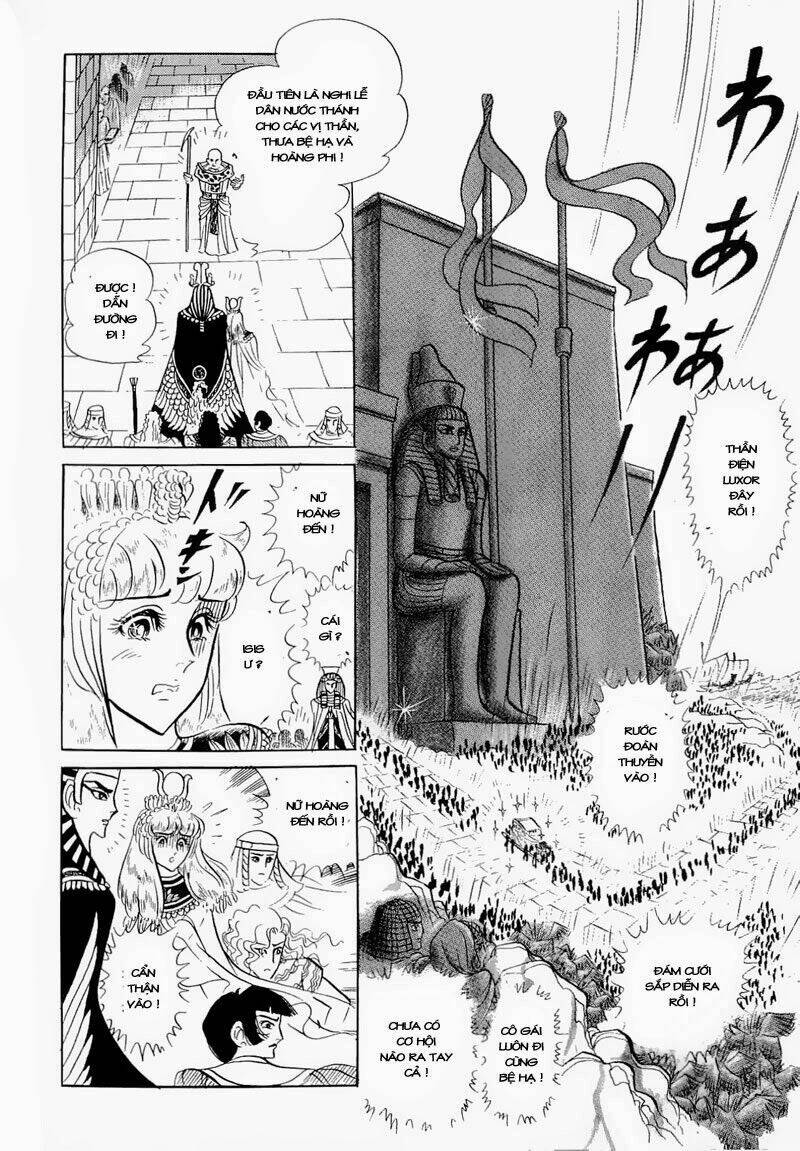 わ
あ
あ
わ
THẦN
ĐIỆN
LUXOR
ĐÂY
RỒI !
RƯỚC
ĐOÀN
THUYỀN
VÀO !
ĐÁM CƯỚI
SẮP DIỄN RA
RỒI !
CÔ GÁI
LUÔN ĐI
CÙNG
BỆ HẠ !
CHƯA CÓ
CƠ HỘI
NÀO RA TAY
CẢ !
ĐẦU TIÊN LÀ NGHI LỄ
DÂN NƯỚC THÁNH
CHO CÁC VỊ THẦN,
THƯA BỆ HẠ VÀ
HOÀNG PHI !
ĐƯỢC !
DẪN
ĐƯỜNG
ĐI !
NỮ
HOÀNG
ĐẾN !
CÁI
GÌ ?
ISIS
Ư ?
NỮ HOÀNG
ĐẾN RỒI !
CẨN
THẬN
VÀO !